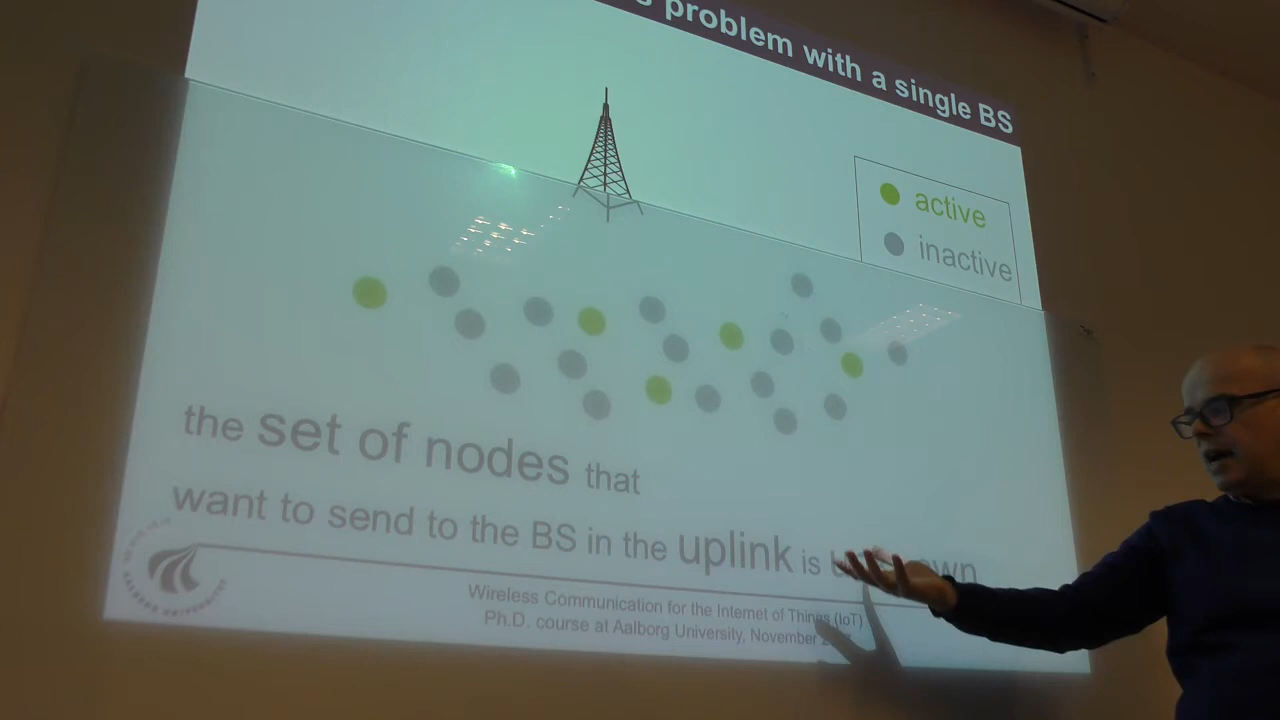 problem with a single BS
active
inactive
the set of nodes that
want to send to the BS in the uplink is
Wireless Communication for the Internet of Things (IoT)
Ph.D. course at Aalborg University, November